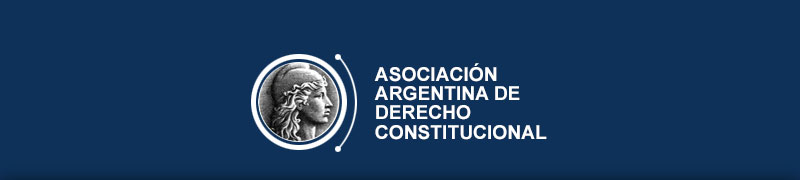 ASOCIACIÓN
ARGENTINA DE
DERECHO
CONSTITUCIONAL